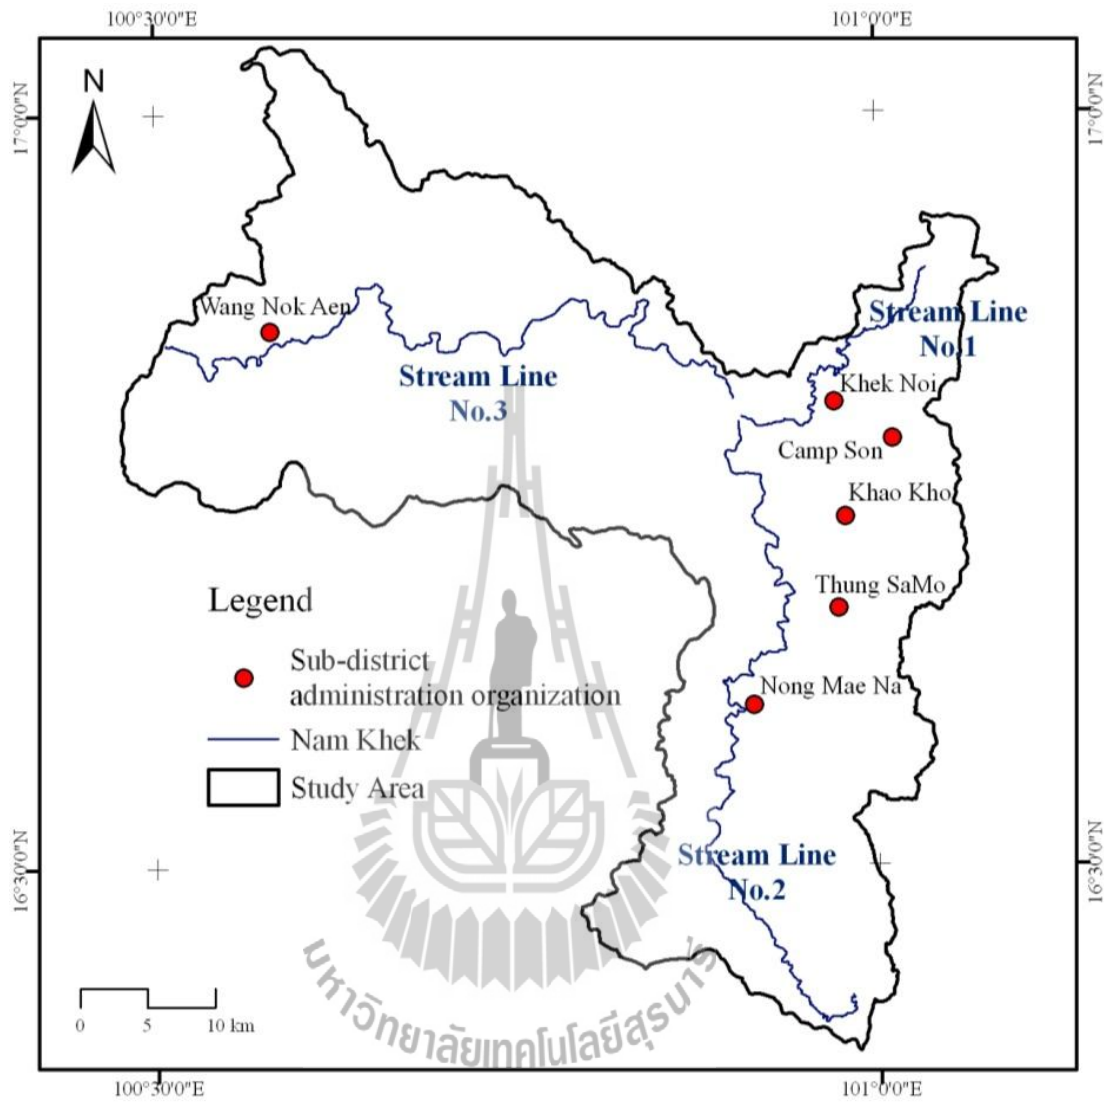 100°30'0"E
101°0'0"E
N
17°0'0"N
17°0'0"N
Wang Nok Aen
Stream Line
No.1
Stream Line
No.3
Khek Noi
Camp Son
Khao Kho
Thung SaMo
Legend
Sub-district
administration organization
Nong Mae Na
Nam Khek
Study Area
Stream Line
No.2
16°30'0"N
16°30'0"N
0 5 10 km
มหาวิทยาลัยเทคโนโลยีสุรนารี
100°30'0"E
101°0'0"E